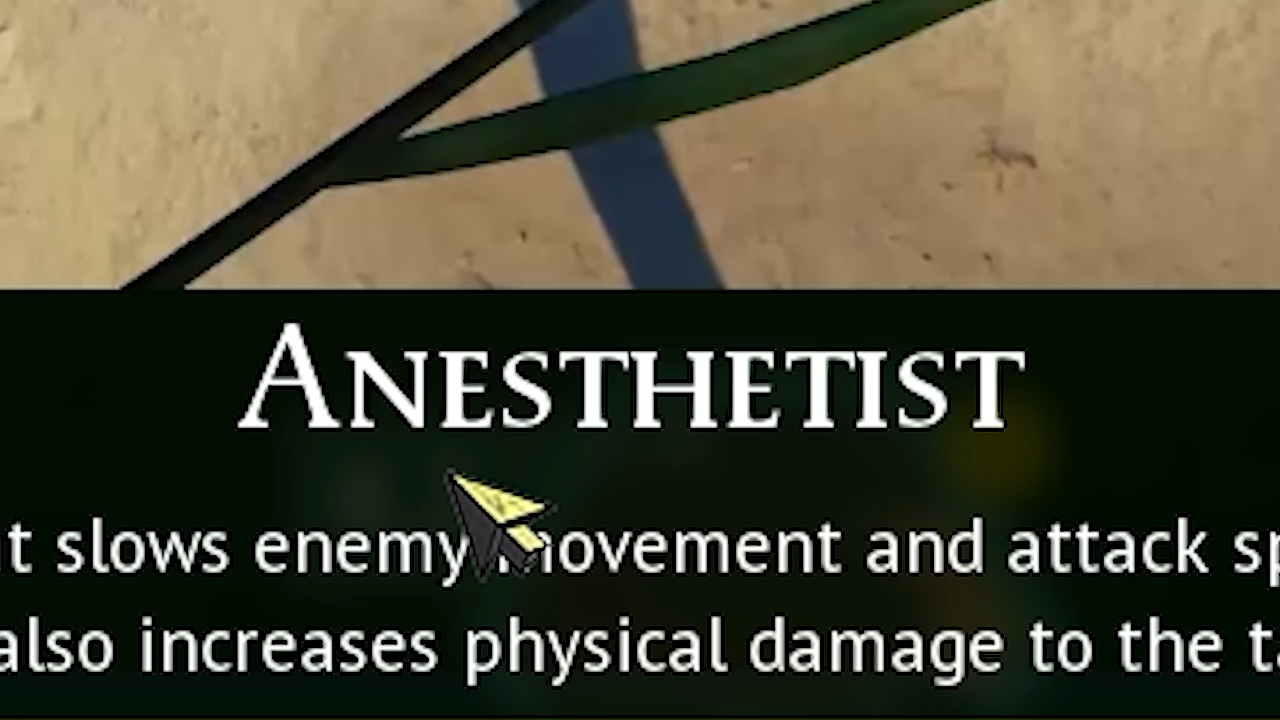 ANESTHETIST
slows enemy movement and attack
also increases physical damage to the